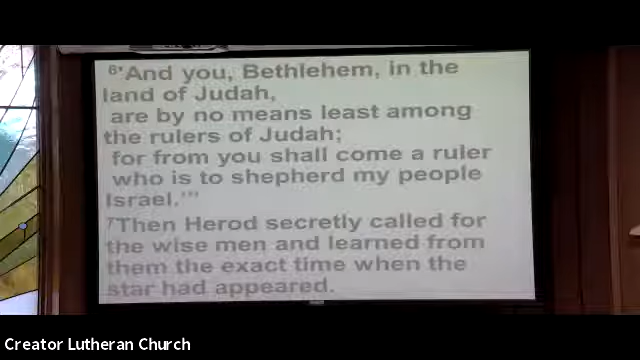 6"And you, Bethlehem, in the
land of Judah,
are by no means least among
the rulers of Judah;
for from you shall come a ruler
who is to shepherd my people
Israel.'"
7Then Herod secretly called for
the wise men and learned from
them the exact time when the
star had appeared.
Creator Lutheran Church